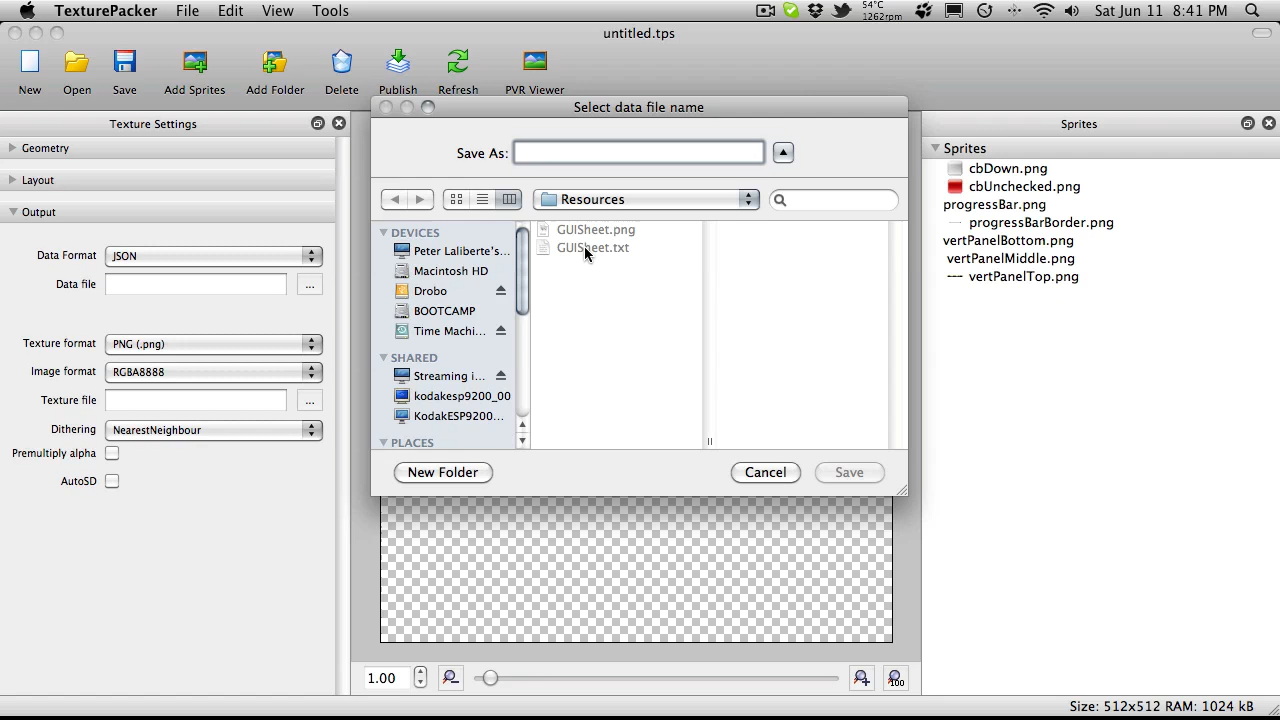 TexturePacker File Edit View Tools 54°C 1262rpm Sat Jun 11 8:41 PM
untitled.tps
New Open Save Add Sprites Add Folder Delete Publish Refresh PVR Viewer
Texture Settings
Geometry
Layout
Output
Data Format JSON
Data file ...
Texture format PNG (.png)
Image format RGBA8888
Texture file ...
Dithering NearestNeighbour
Premultiply alpha
AutoSD
Select data file name
Save As:
Resources
DEVICES
Peter Laliberte's...
Macintosh HD
Drobo
BOOTCAMP
Time Machi...
SHARED
Streaming i...
kodakesp9200_00
KodakESP9200...
PLACES
GUISheet.png
GUISheet.txt
New Folder Cancel Save
1.00
100
Sprites
Sprites
cbDown.png
cbUnchecked.png
progressBar.png
progressBarBorder.png
vertPanelBottom.png
vertPanelMiddle.png
vertPanelTop.png
Size: 512x512 RAM: 1024 kB